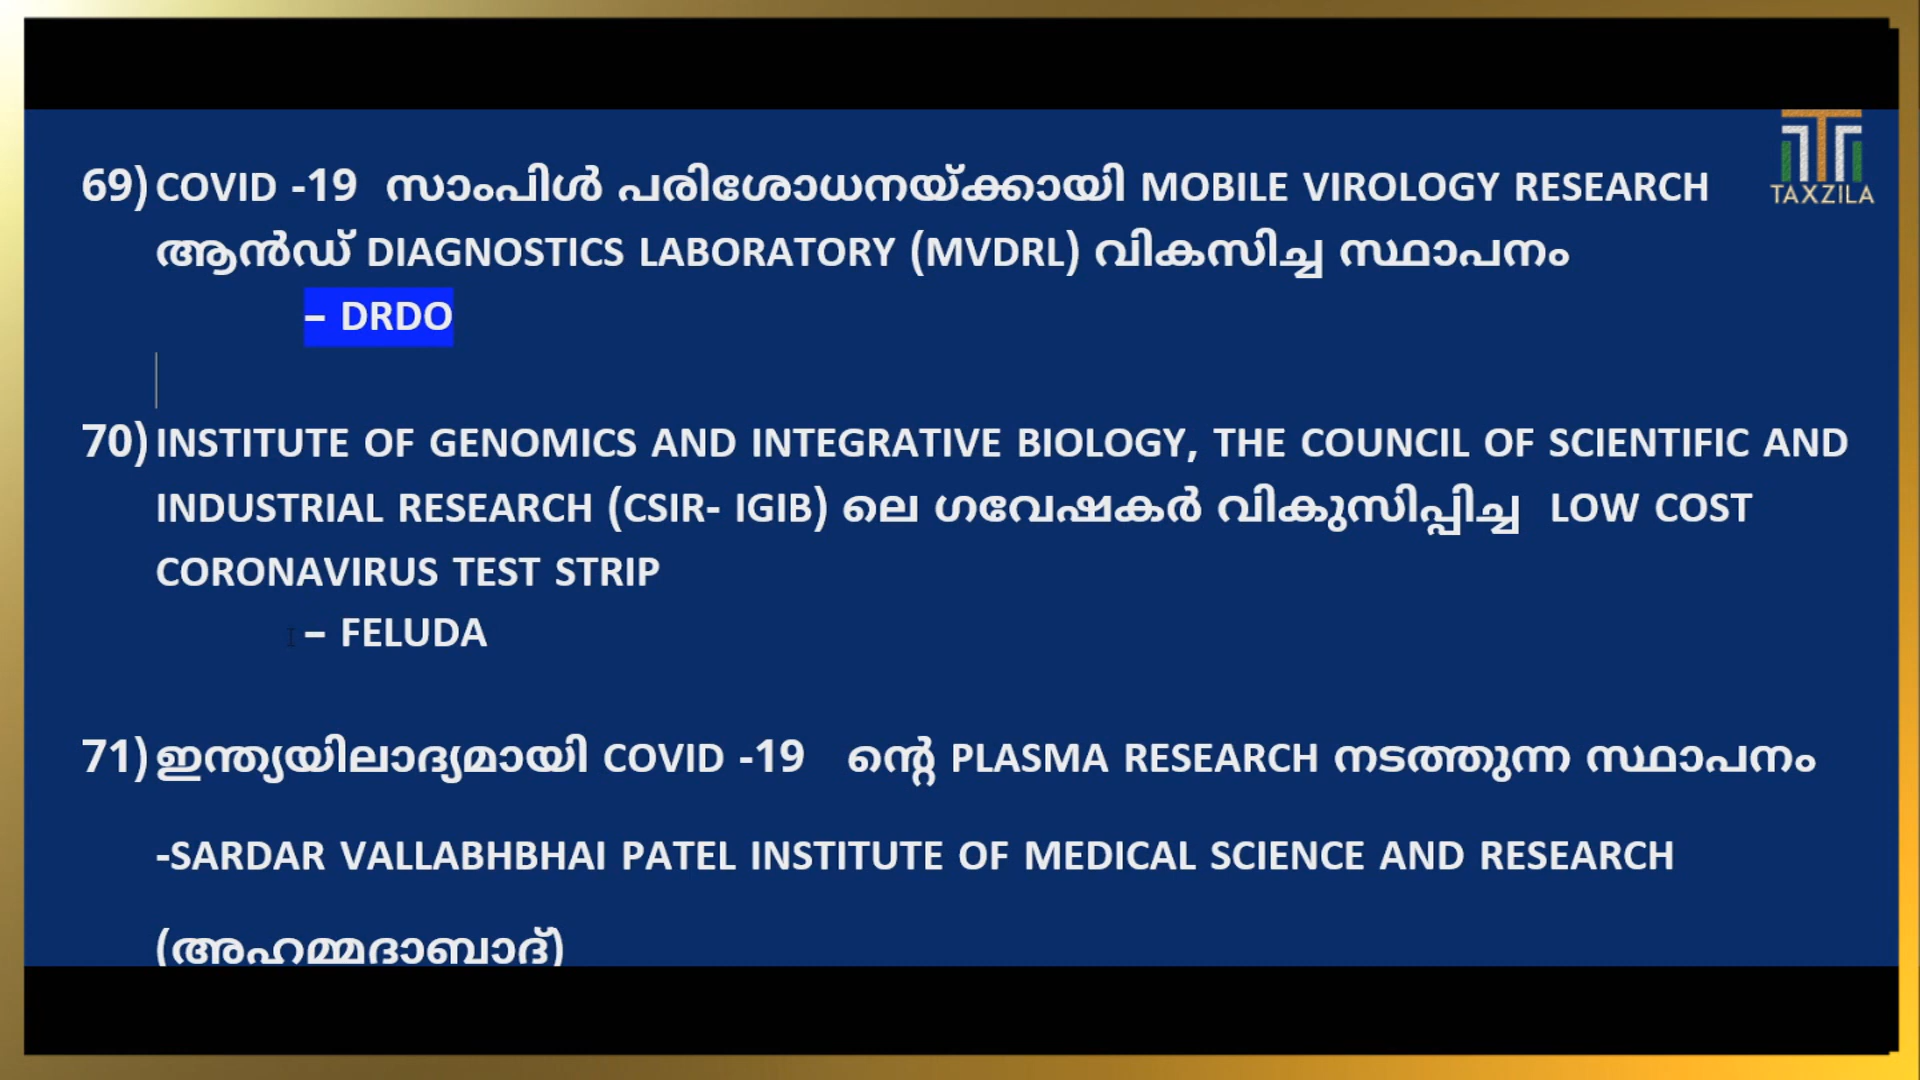 TAXZILA
69) COVID -19 സാംപിൾ പരിശോധനയ്ക്കായി MOBILE VIROLOGY RESEARCH
ആൻഡ് DIAGNOSTICS LABORATORY (MVDRL) വികസിച്ച സ്ഥാപനം
– DRDO
70) INSTITUTE OF GENOMICS AND INTEGRATIVE BIOLOGY, THE COUNCIL OF SCIENTIFIC AND
INDUSTRIAL RESEARCH (CSIR- IGIB) ലെ ഗവേഷകർ വികുസിപ്പിച്ച LOW COST
CORONAVIRUS TEST STRIP
– FELUDA
71) ഇന്ത്യയിലാദ്യമായി COVID -19 ന്റെ PLASMA RESEARCH നടത്തുന്ന സ്ഥാപനം
-SARDAR VALLABHBHAI PATEL INSTITUTE OF MEDICAL SCIENCE AND RESEARCH
(അഹമ്മദാബാദ്)